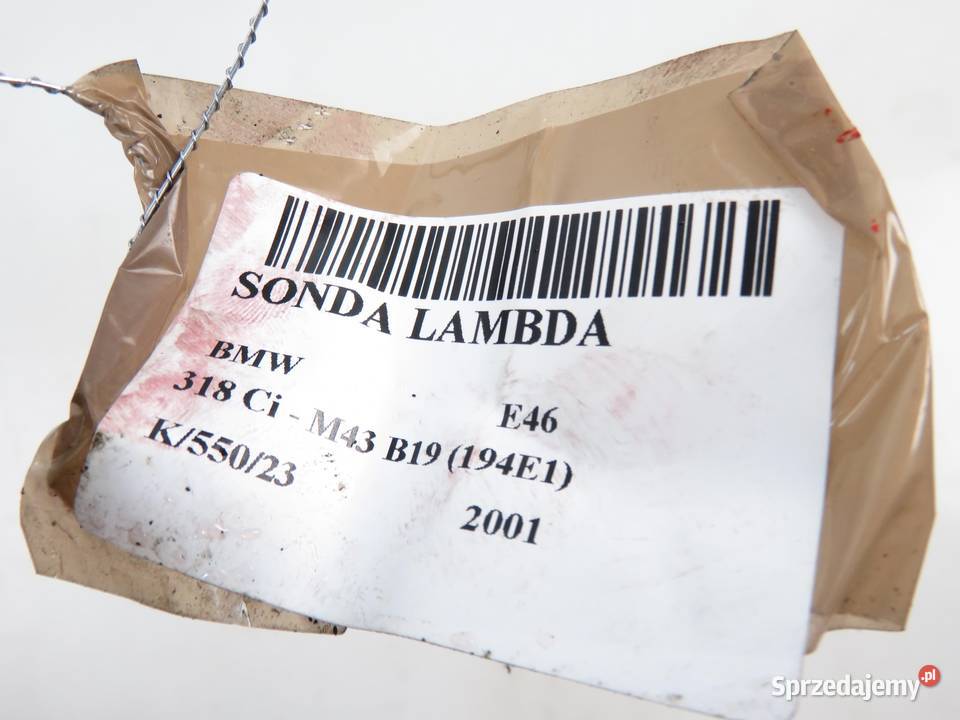 SONDA LAMBDA
BMW
E46
318 Ci - M43 B19 (194E1)
K/550/23
2001
Sprzedajemy.pl